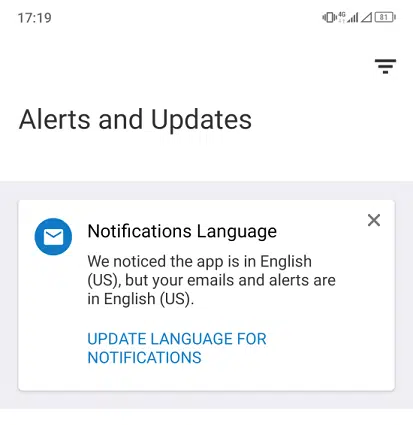 17:19
4G
81
Alerts and Updates
Notifications Language
We noticed the app is in English
(US), but your emails and alerts are
in English (US).
UPDATE LANGUAGE FOR
NOTIFICATIONS